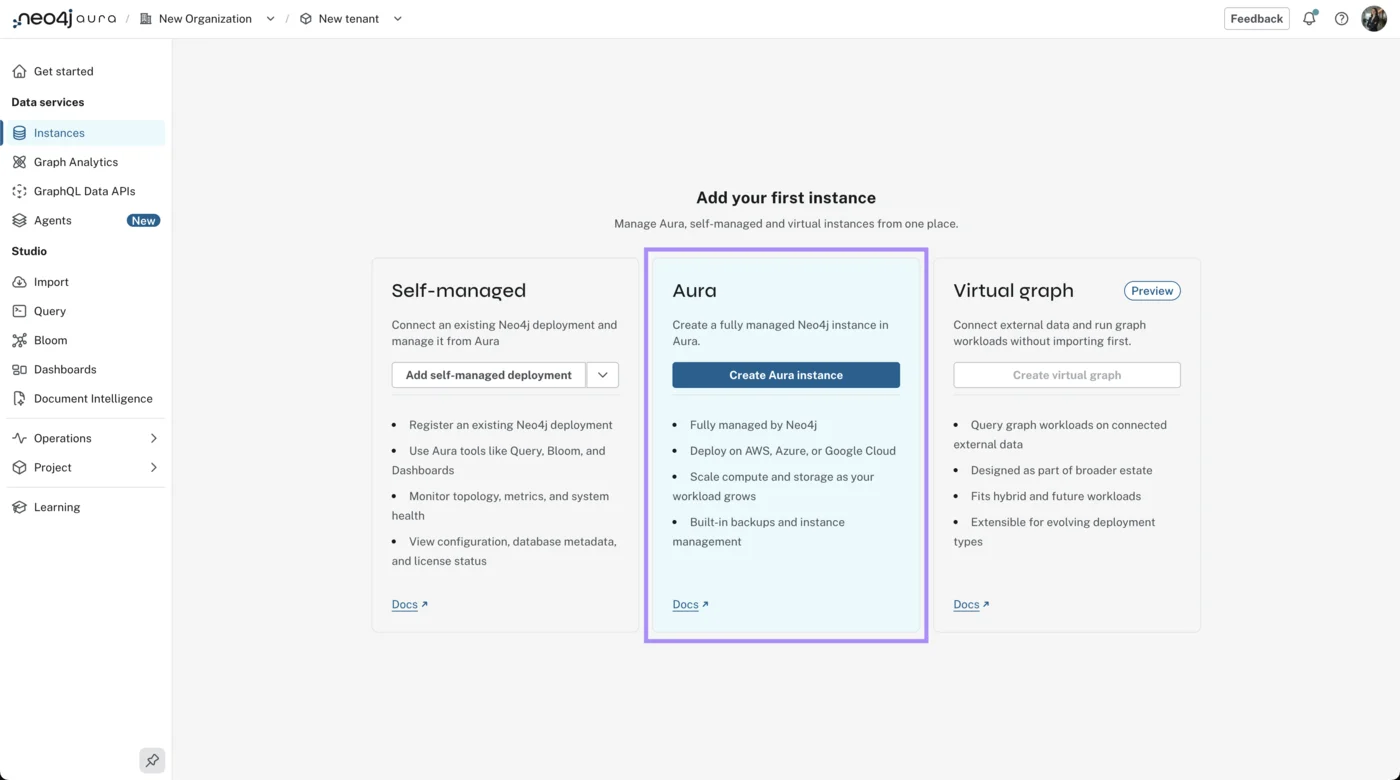 neo4j aura / New Organization / New tenant Feedback
Get started
Data services
Instances
Graph Analytics
GraphQL Data APIs
Agents New
Studio
Import
Query
Bloom
Dashboards
Document Intelligence
Operations
Project
Learning
Add your first instance
Manage Aura, self-managed and virtual instances from one place.
Self-managed
Connect an existing Neo4j deployment and
manage it from Aura
Add self-managed deployment
• Register an existing Neo4j deployment
• Use Aura tools like Query, Bloom, and
Dashboards
• Monitor topology, metrics, and system
health
• View configuration, database metadata,
and license status
Docs ↗
Aura
Create a fully managed Neo4j instance in
Aura.
Create Aura instance
• Fully managed by Neo4j
• Deploy on AWS, Azure, or Google Cloud
• Scale compute and storage as your
workload grows
• Built-in backups and instance
management
Docs ↗
Virtual graph Preview
Connect external data and run graph
workloads without importing first.
Create virtual graph
• Query graph workloads on connected
external data
• Designed as part of broader estate
• Fits hybrid and future workloads
• Extensible for evolving deployment
types
Docs ↗